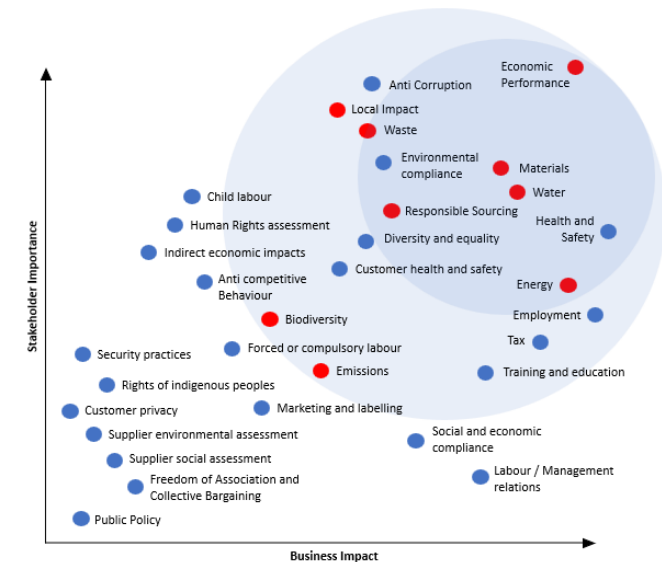 Economic
Performance
Anti Corruption
Local Impact
Waste
Environmental
compliance
Materials
Water
Child labour
Responsible Sourcing
Human Rights assessment
Health and
Safety
Diversity and equality
Indirect economic impacts
Customer health and safety
Anti competitive
Behaviour
Energy
Biodiversity
Employment
Tax
Forced or compulsory labour
Security practices
Emissions
Training and education
Rights of indigenous peoples
Customer privacy
Marketing and labelling
Supplier environmental assessment
Social and economic
compliance
Supplier social assessment
Labour / Management
relations
Freedom of Association and
Collective Bargaining
Public Policy
Stakeholder Importance
Business Impact